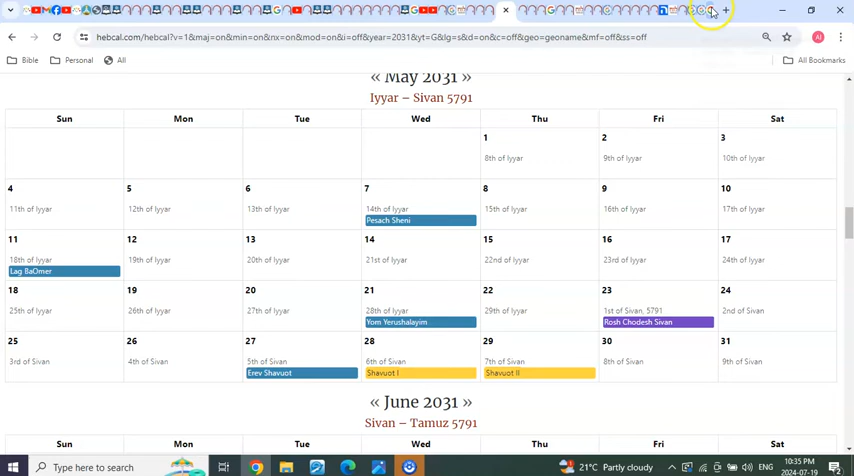 hebcal.com/hebcal?v=1&maj=on&min=on&nx=on&mod=on&i=off&year=2031&yt=G&lg=s&d=on&c=off&geo=geoname&mf=off&ss=off
Bible Personal All All Bookmarks
« May 2031 »
Iyyar – Sivan 5791
Sun Mon Tue Wed Thu Fri Sat
1 2 3
8th of Iyyar 9th of Iyyar 10th of Iyyar
4 5 6 7 8 9 10
11th of Iyyar 12th of Iyyar 13th of Iyyar 14th of Iyyar 15th of Iyyar 16th of Iyyar 17th of Iyyar
Pesach Sheni
11 12 13 14 15 16 17
18th of Iyyar 19th of Iyyar 20th of Iyyar 21st of Iyyar 22nd of Iyyar 23rd of Iyyar 24th of Iyyar
Lag BaOmer
18 19 20 21 22 23 24
25th of Iyyar 26th of Iyyar 27th of Iyyar 28th of Iyyar 29th of Iyyar 1st of Sivan, 5791 2nd of Sivan
Yom Yerushalayim Rosh Chodesh Sivan
25 26 27 28 29 30 31
3rd of Sivan 4th of Sivan 5th of Sivan 6th of Sivan 7th of Sivan 8th of Sivan 9th of Sivan
Erev Shavuot Shavuot I Shavuot II
« June 2031 »
Sivan – Tamuz 5791
Sun Mon Tue Wed Thu Fri Sat
Type here to search 21°C Partly cloudy ENG 10:35 PM
2024-07-19